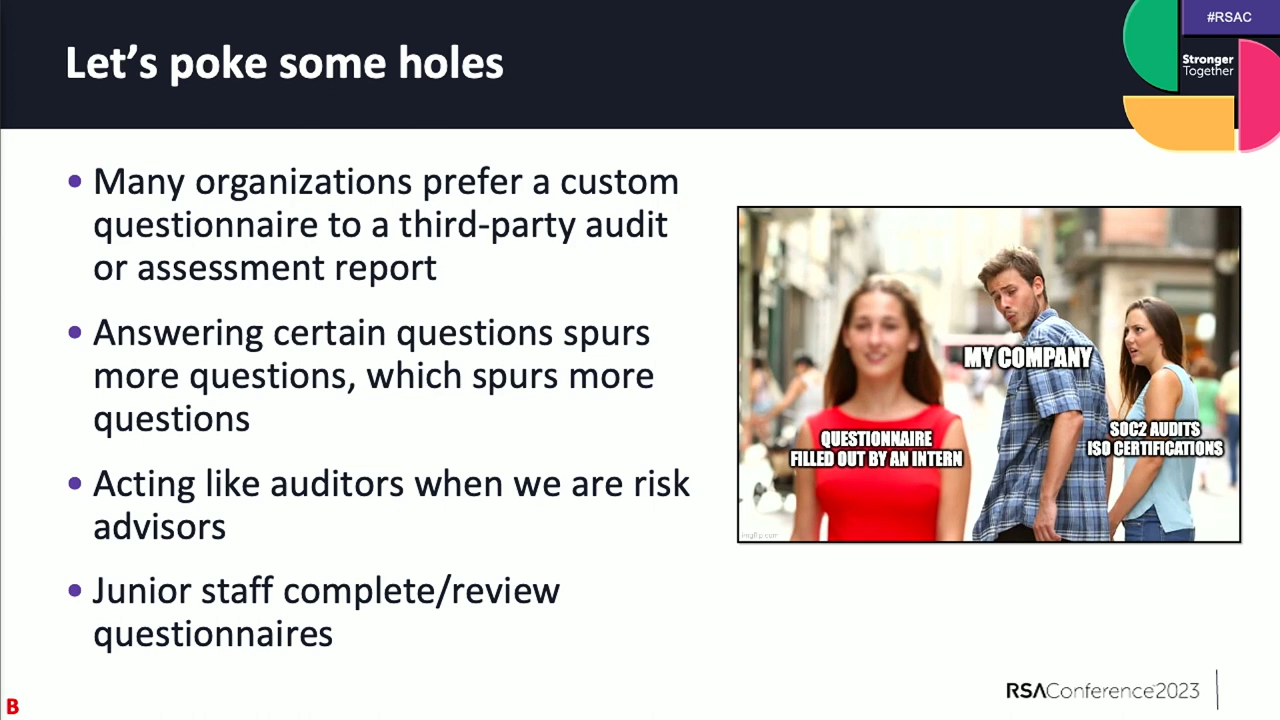 #RSAC
Let’s poke some holes
Stronger
Together
• Many organizations prefer a custom
questionnaire to a third-party audit
or assessment report
• Answering certain questions spurs
more questions, which spurs more
questions
• Acting like auditors when we are risk
advisors
• Junior staff complete/review
questionnaires
MY COMPANY
QUESTIONNAIRE
FILLED OUT BY AN INTERN
SOC2 AUDITS
ISO CERTIFICATIONS
imgflip.com
RSAConference2023
B